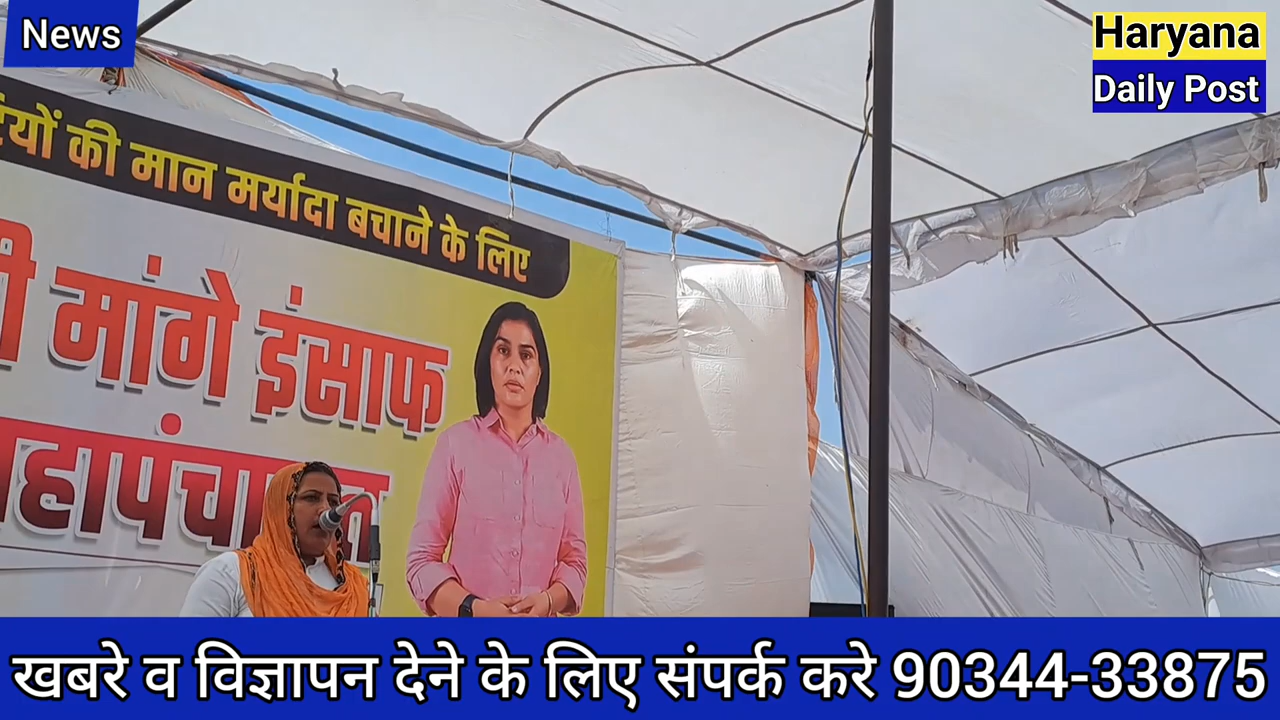 News
Haryana
Daily Post
की मान मर्यादा बचाने के लिए
मांगे इंसाफ
खबरे व विज्ञापन देने के लिए संपर्क करे 90344-33875